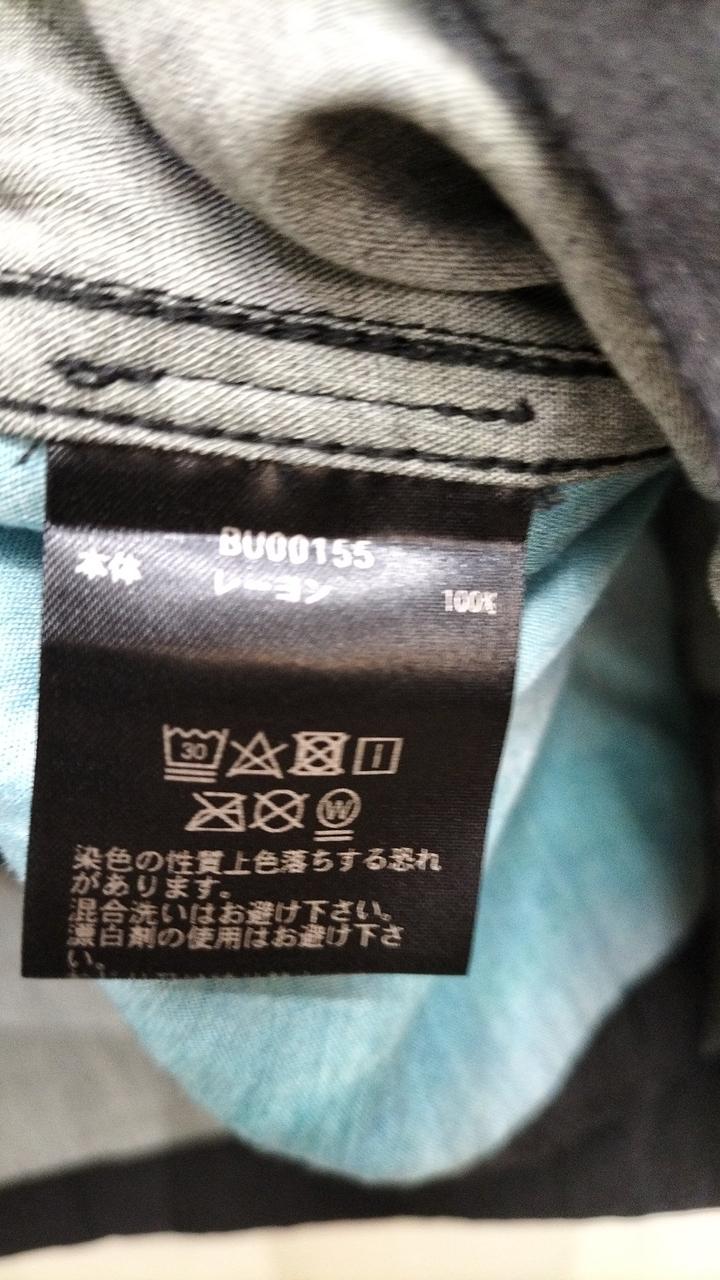 BU00155
本体 レーヨン 100%
30
W
染色の性質上色落ちする恐れ
があります。
混合洗いはお避け下さい。
漂白剤の使用はお避け下さ
い。